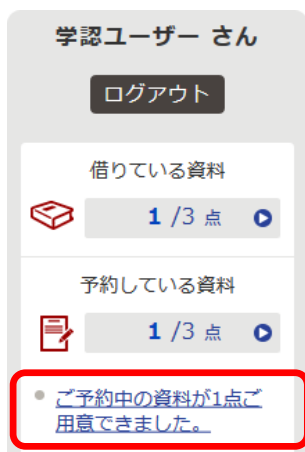 学認ユーザー さん
ログアウト
借りている資料
1 /3 点
予約している資料
1 /3 点
ご予約中の資料が1点ご
用意できました。